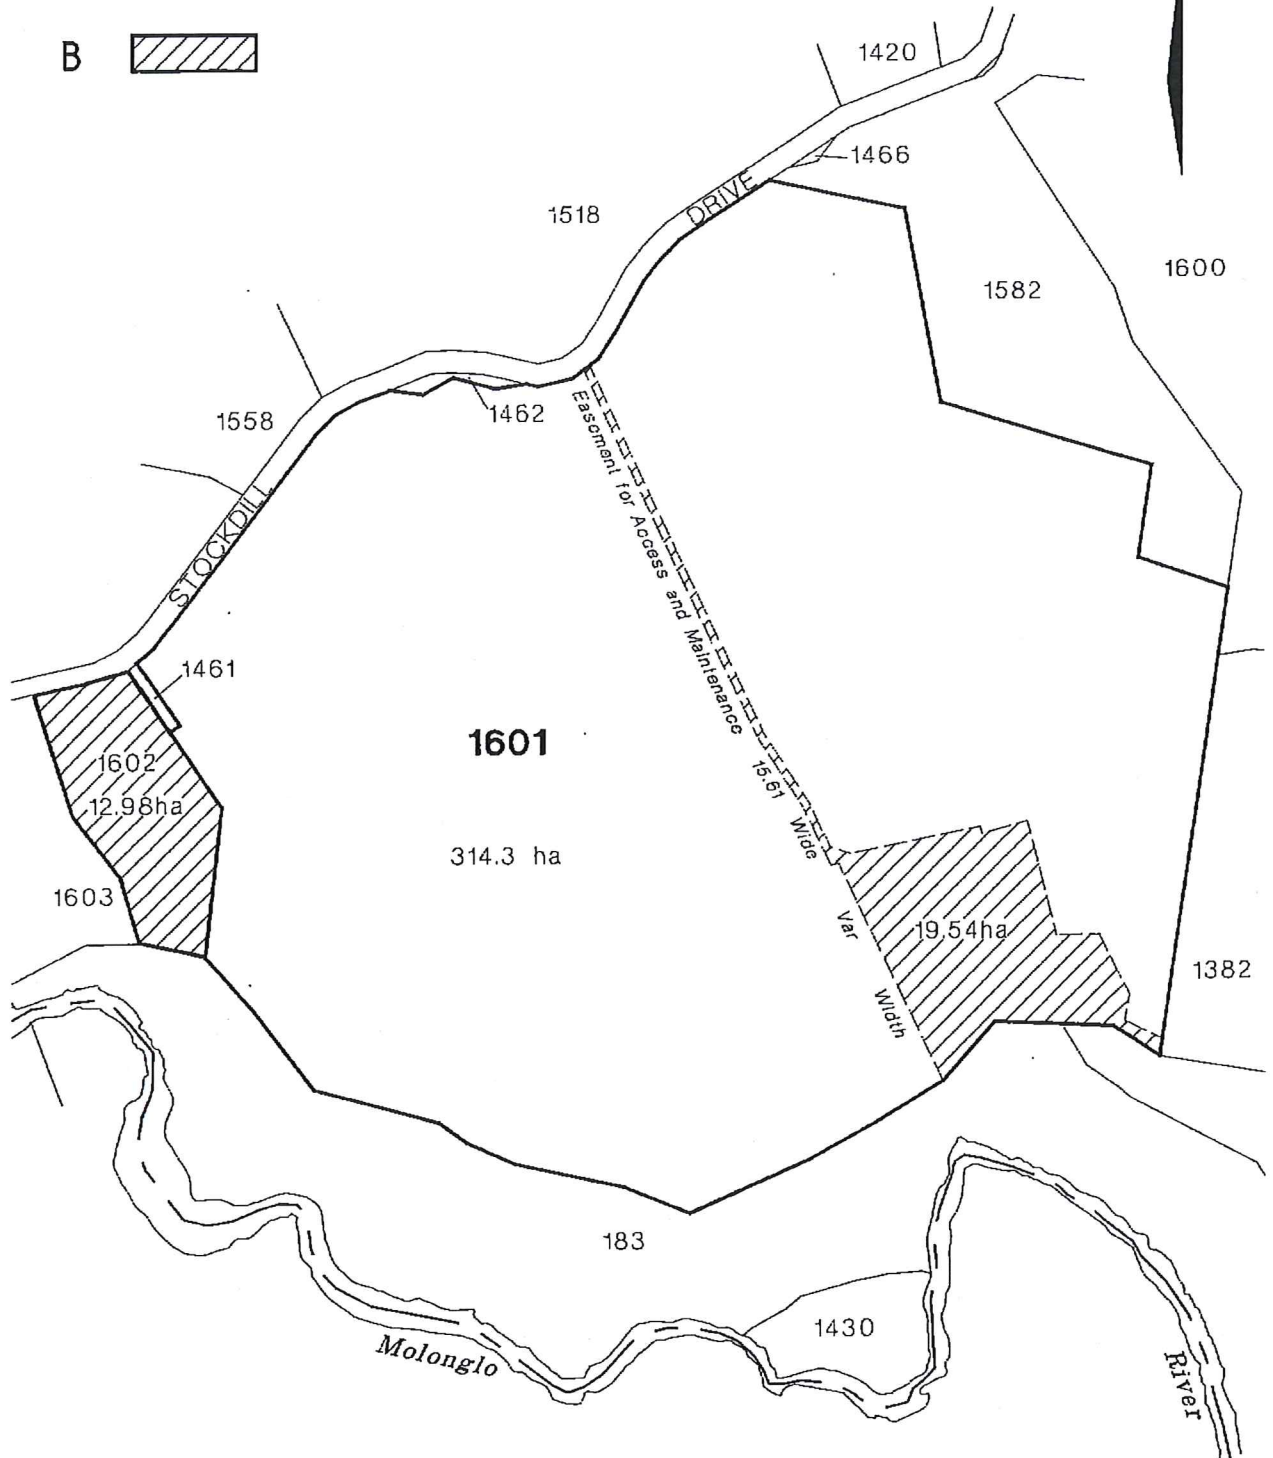 B
1420
1466
DRIVE
1518
1600
1582
1462
1558
Easement for Access and Maintenance 15.61 Wide
STOCKDILL
1461
1601
1602
12.98ha
314.3 ha
1603
Var Width
19.54ha
1382
183
1430
Molonglo
River